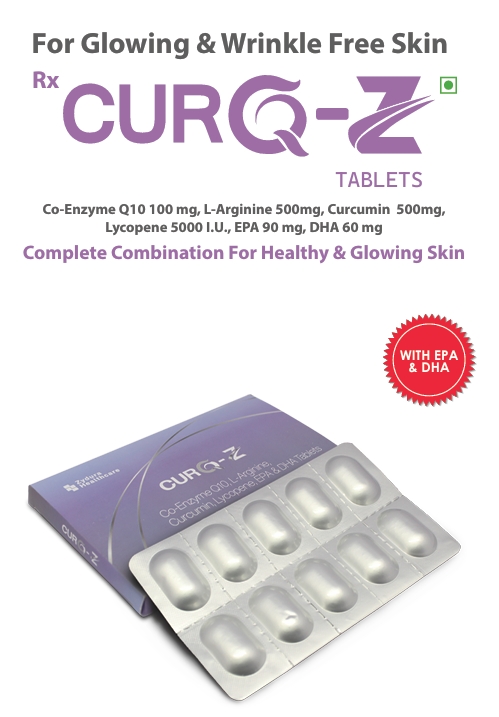 For Glowing & Wrinkle Free Skin
Rx
CURQ-Z
TABLETS
Co-Enzyme Q10 100 mg, L-Arginine 500mg, Curcumin 500mg,
Lycopene 5000 I.U., EPA 90 mg, DHA 60 mg
Complete Combination For Healthy & Glowing Skin
WITH EPA
& DHA
Zydura
Healthcare
CURQ-Z
Co-Enzyme Q10, L-Arginine,
Curcumin, Lycopene, EPA & DHA Tablets
CURQ-Z